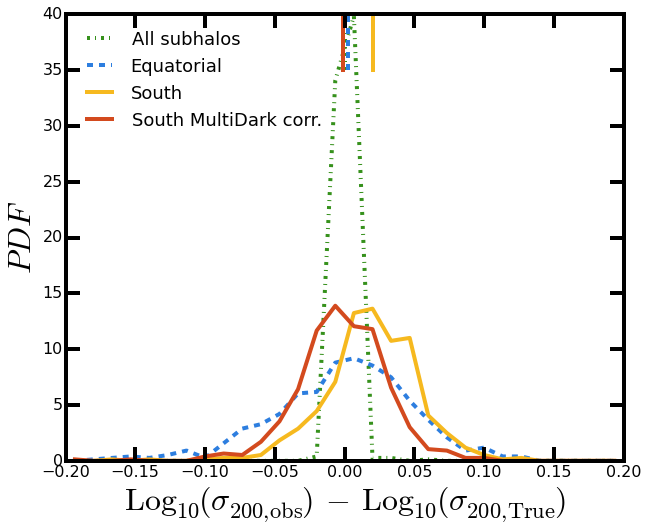 40
35
30
25
20
15
10
5
0
PDF
All subhalos
Equatorial
South
South MultiDark corr.
−0.20 −0.15 −0.10 −0.05 0.00 0.05 0.10 0.15 0.20
Log₁₀(σ₂₀₀,obs) − Log₁₀(σ₂₀₀,True)